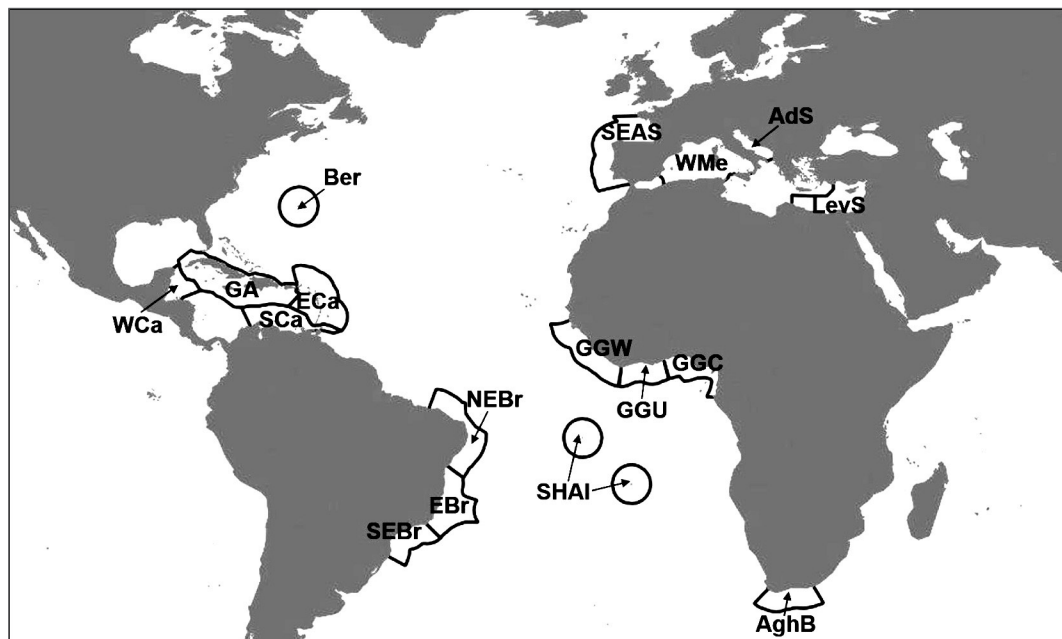 AdS
SEAS
WMe
Ber
LevS
GA
ECa
SCa
WCa
GGW
GGC
NEBr
GGU
SHAI
EBr
SEBr
AghB